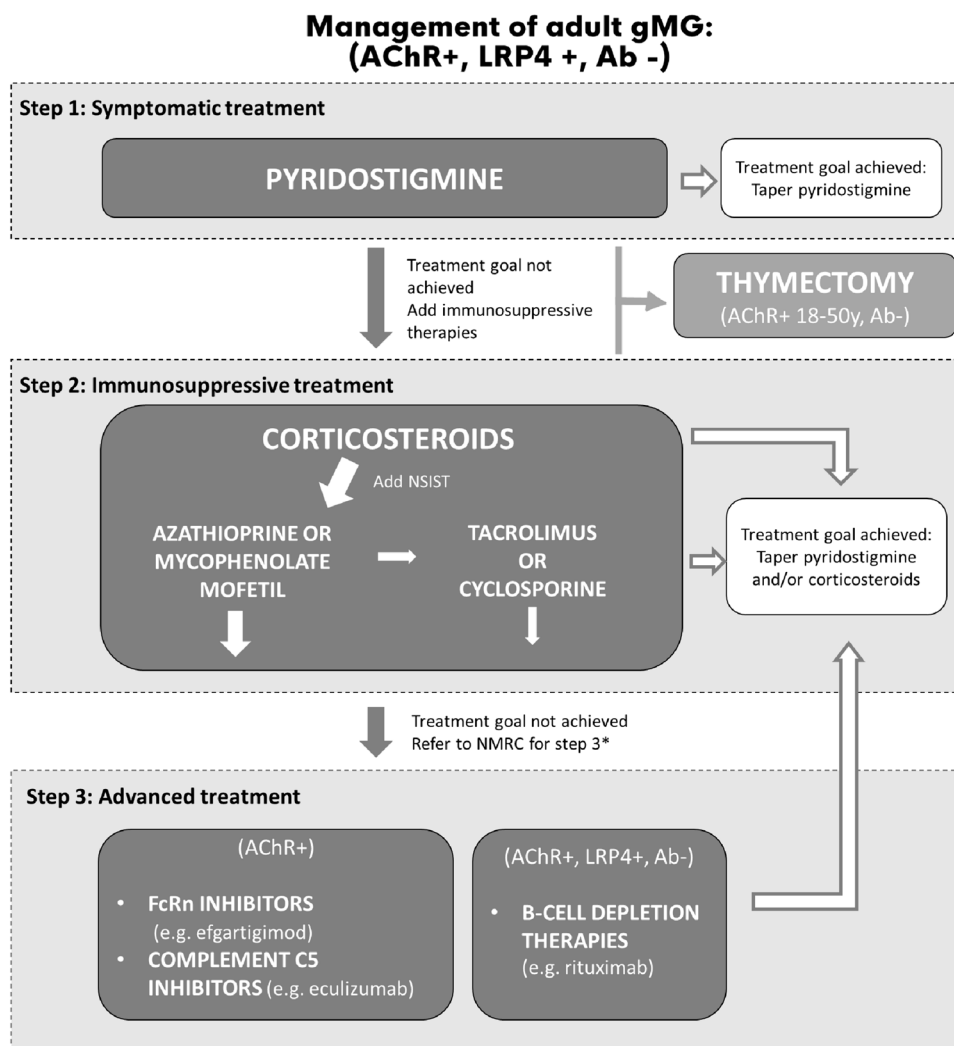 Management of adult gMG:
(AChR+, LRP4 +, Ab -)
Step 1: Symptomatic treatment
PYRIDOSTIGMINE
Treatment goal achieved:
Taper pyridostigmine
Treatment goal not
achieved
Add immunosuppressive
therapies
THYMECTOMY
(AChR+ 18-50y, Ab-)
Step 2: Immunosuppressive treatment
CORTICOSTEROIDS
Add NSIST
AZATHIOPRINE OR
MYCOPHENOLATE
MOFETIL
TACROLIMUS
OR
CYCLOSPORINE
Treatment goal achieved:
Taper pyridostigmine
and/or corticosteroids
Treatment goal not achieved
Refer to NMRC for step 3*
Step 3: Advanced treatment
(AChR+)
• FcRn INHIBITORS
(e.g. efgartigimod)
• COMPLEMENT C5
INHIBITORS (e.g. eculizumab)
(AChR+, LRP4+, Ab-)
• B-CELL DEPLETION
THERAPIES
(e.g. rituximab)